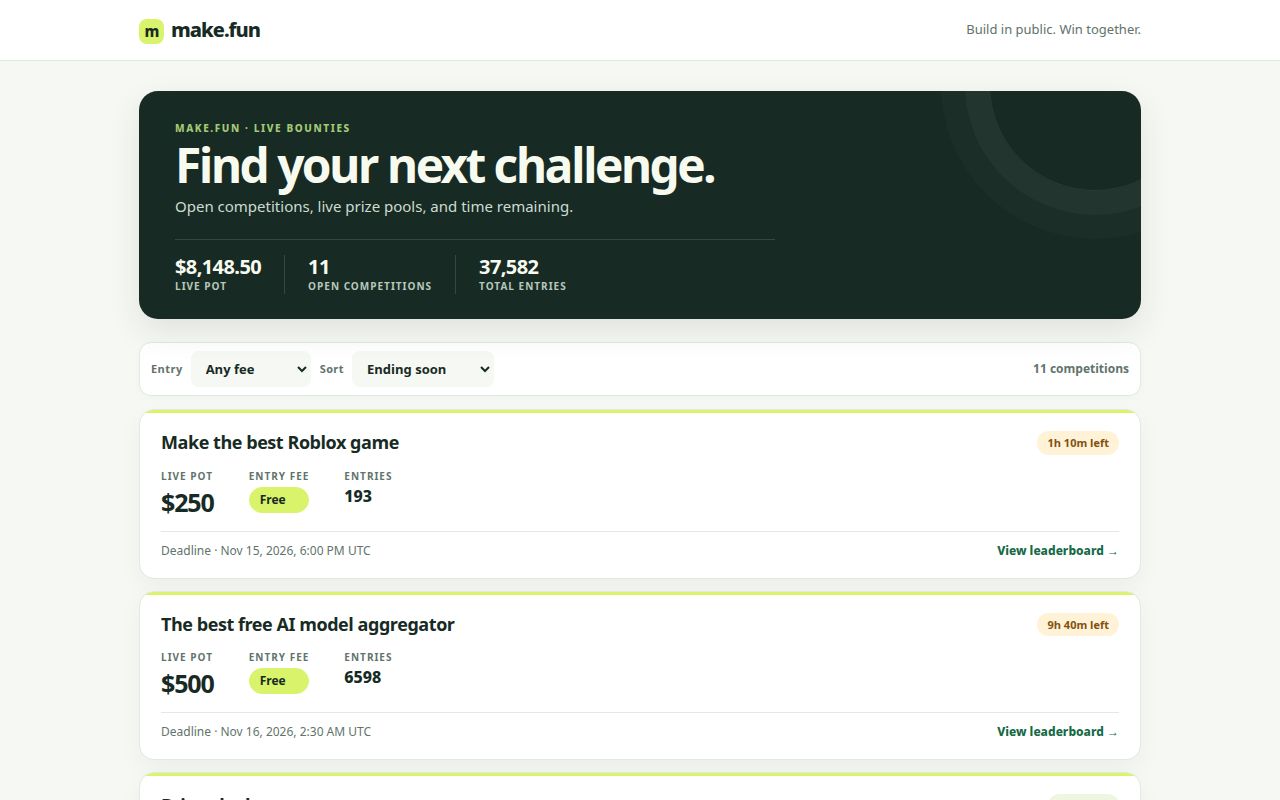 m make.fun
Build in public. Win together.
MAKE.FUN · LIVE BOUNTIES
Find your next challenge.
Open competitions, live prize pools, and time remaining.
$8,148.50
LIVE POT
11
OPEN COMPETITIONS
37,582
TOTAL ENTRIES
Entry Any fee Sort Ending soon 11 competitions
Make the best Roblox game
1h 10m left
LIVE POT
$250
ENTRY FEE
Free
ENTRIES
193
Deadline · Nov 15, 2026, 6:00 PM UTC
View leaderboard →
The best free AI model aggregator
9h 40m left
LIVE POT
$500
ENTRY FEE
Free
ENTRIES
6598
Deadline · Nov 16, 2026, 2:30 AM UTC
View leaderboard →